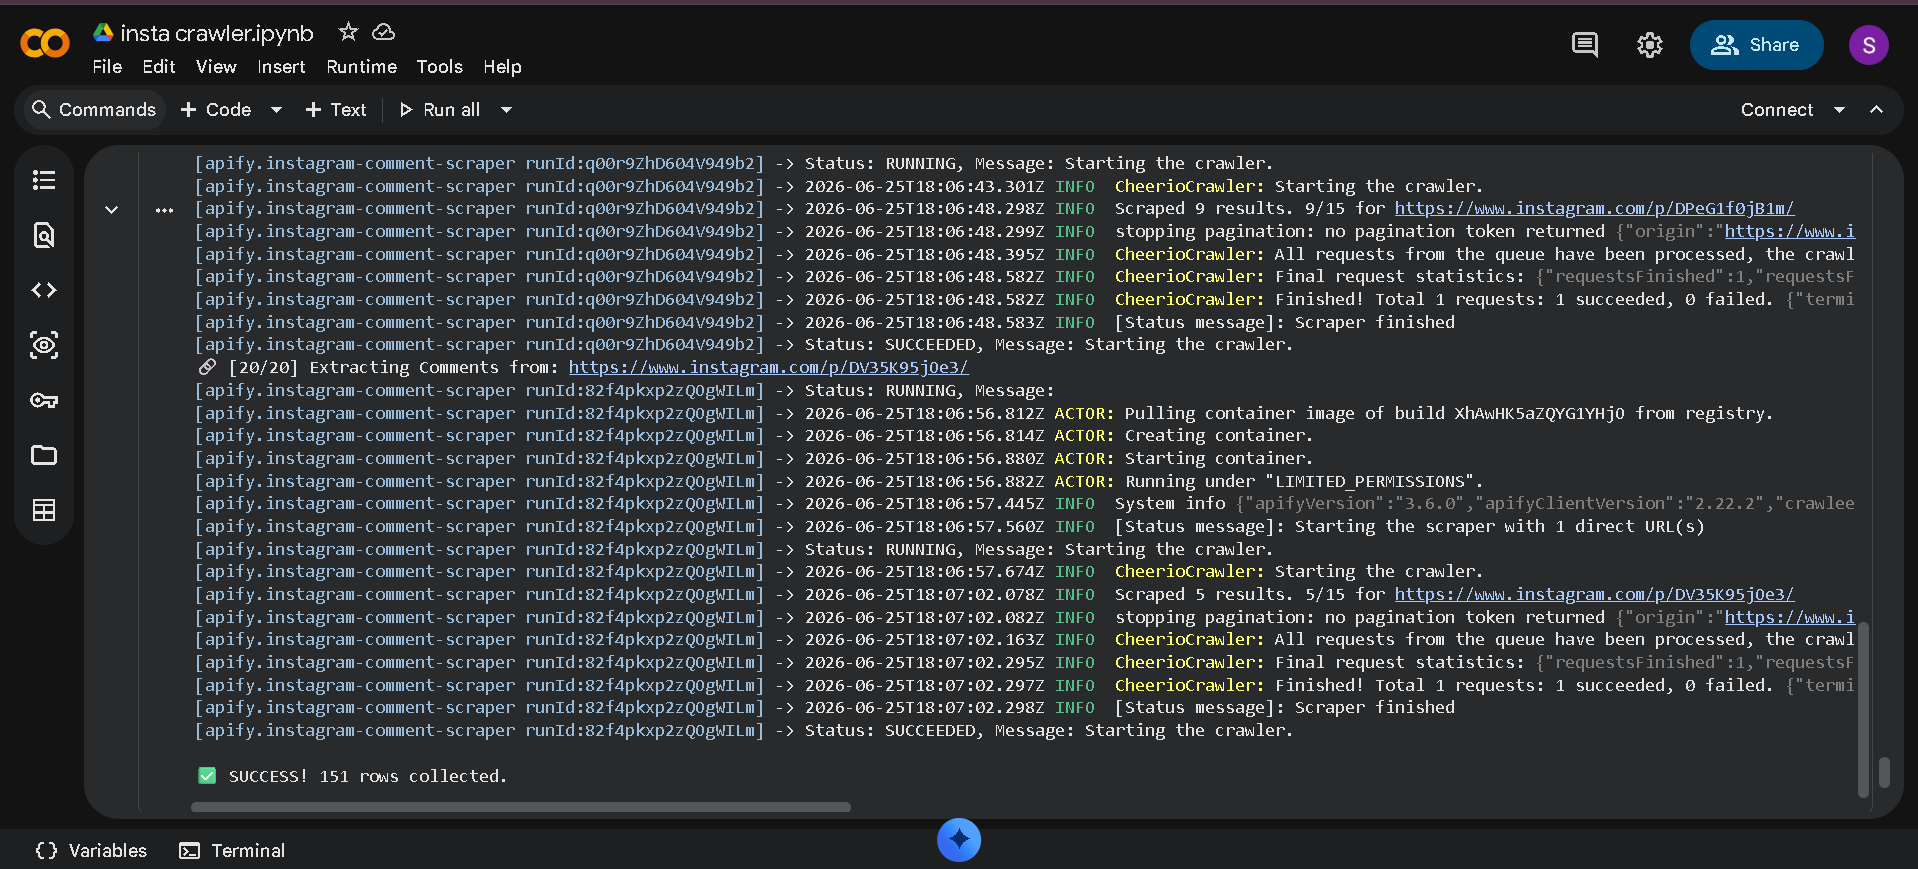 insta crawler.ipynb
File Edit View Insert Runtime Tools Help
Share
S
Commands + Code + Text Run all
Connect
[apify.instagram-comment-scraper runId:q00r9ZhD604V949b2] -> Status: RUNNING, Message: Starting the crawler.
[apify.instagram-comment-scraper runId:q00r9ZhD604V949b2] -> 2026-06-25T18:06:43.301Z INFO  CheerioCrawler: Starting the crawler.
[apify.instagram-comment-scraper runId:q00r9ZhD604V949b2] -> 2026-06-25T18:06:48.298Z INFO  Scraped 9 results. 9/15 for https://www.instagram.com/p/DPeG1f0jB1m/
[apify.instagram-comment-scraper runId:q00r9ZhD604V949b2] -> 2026-06-25T18:06:48.299Z INFO  stopping pagination: no pagination token returned {"origin":"https://www.i
[apify.instagram-comment-scraper runId:q00r9ZhD604V949b2] -> 2026-06-25T18:06:48.395Z INFO  CheerioCrawler: All requests from the queue have been processed, the crawl
[apify.instagram-comment-scraper runId:q00r9ZhD604V949b2] -> 2026-06-25T18:06:48.582Z INFO  CheerioCrawler: Final request statistics: {"requestsFinished":1,"requestsF
[apify.instagram-comment-scraper runId:q00r9ZhD604V949b2] -> 2026-06-25T18:06:48.582Z INFO  CheerioCrawler: Finished! Total 1 requests: 1 succeeded, 0 failed. {"termi
[apify.instagram-comment-scraper runId:q00r9ZhD604V949b2] -> 2026-06-25T18:06:48.583Z INFO  [Status message]: Scraper finished
[apify.instagram-comment-scraper runId:q00r9ZhD604V949b2] -> Status: SUCCEEDED, Message: Starting the crawler.
🔗 [20/20] Extracting Comments from: https://www.instagram.com/p/DV35K95jOe3/
[apify.instagram-comment-scraper runId:82f4pkxp2zQOgWILm] -> Status: RUNNING, Message:
[apify.instagram-comment-scraper runId:82f4pkxp2zQOgWILm] -> 2026-06-25T18:06:56.812Z ACTOR: Pulling container image of build XhAwHK5aZQYG1YHjO from registry.
[apify.instagram-comment-scraper runId:82f4pkxp2zQOgWILm] -> 2026-06-25T18:06:56.814Z ACTOR: Creating container.
[apify.instagram-comment-scraper runId:82f4pkxp2zQOgWILm] -> 2026-06-25T18:06:56.880Z ACTOR: Starting container.
[apify.instagram-comment-scraper runId:82f4pkxp2zQOgWILm] -> 2026-06-25T18:06:56.882Z ACTOR: Running under "LIMITED_PERMISSIONS".
[apify.instagram-comment-scraper runId:82f4pkxp2zQOgWILm] -> 2026-06-25T18:06:57.445Z INFO  System info {"apifyVersion":"3.6.0","apifyClientVersion":"2.22.2","crawlee
[apify.instagram-comment-scraper runId:82f4pkxp2zQOgWILm] -> 2026-06-25T18:06:57.560Z INFO  [Status message]: Starting the scraper with 1 direct URL(s)
[apify.instagram-comment-scraper runId:82f4pkxp2zQOgWILm] -> Status: RUNNING, Message: Starting the crawler.
[apify.instagram-comment-scraper runId:82f4pkxp2zQOgWILm] -> 2026-06-25T18:06:57.674Z INFO  CheerioCrawler: Starting the crawler.
[apify.instagram-comment-scraper runId:82f4pkxp2zQOgWILm] -> 2026-06-25T18:07:02.078Z INFO  Scraped 5 results. 5/15 for https://www.instagram.com/p/DV35K95jOe3/
[apify.instagram-comment-scraper runId:82f4pkxp2zQOgWILm] -> 2026-06-25T18:07:02.082Z INFO  stopping pagination: no pagination token returned {"origin":"https://www.i
[apify.instagram-comment-scraper runId:82f4pkxp2zQOgWILm] -> 2026-06-25T18:07:02.163Z INFO  CheerioCrawler: All requests from the queue have been processed, the crawl
[apify.instagram-comment-scraper runId:82f4pkxp2zQOgWILm] -> 2026-06-25T18:07:02.295Z INFO  CheerioCrawler: Final request statistics: {"requestsFinished":1,"requestsF
[apify.instagram-comment-scraper runId:82f4pkxp2zQOgWILm] -> 2026-06-25T18:07:02.297Z INFO  CheerioCrawler: Finished! Total 1 requests: 1 succeeded, 0 failed. {"termi
[apify.instagram-comment-scraper runId:82f4pkxp2zQOgWILm] -> 2026-06-25T18:07:02.298Z INFO  [Status message]: Scraper finished
[apify.instagram-comment-scraper runId:82f4pkxp2zQOgWILm] -> Status: SUCCEEDED, Message: Starting the crawler.
✅ SUCCESS! 151 rows collected.
Variables Terminal